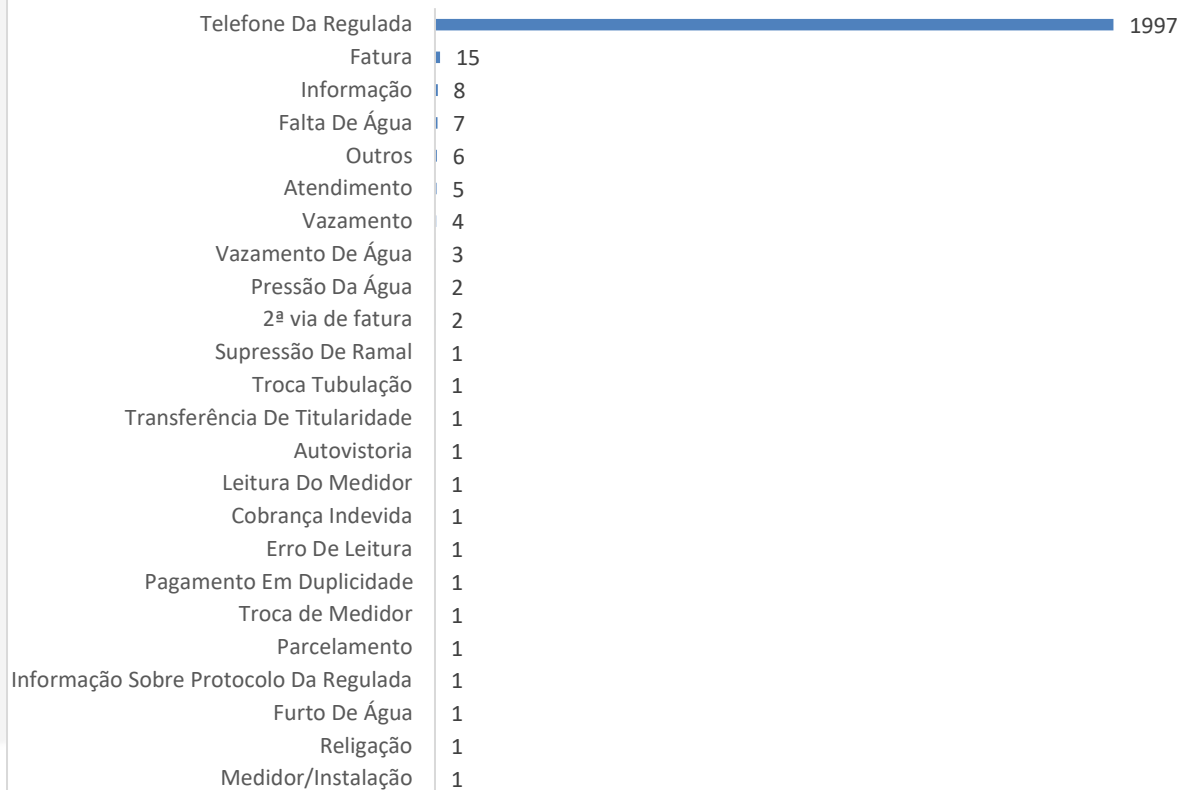 Telefone Da Regulada 1997
Fatura 15
Informação 8
Falta De Água 7
Outros 6
Atendimento 5
Vazamento 4
Vazamento De Água 3
Pressão Da Água 2
2ª via de fatura 2
Supressão De Ramal 1
Troca Tubulação 1
Transferência De Titularidade 1
Autovistoria 1
Leitura Do Medidor 1
Cobrança Indevida 1
Erro De Leitura 1
Pagamento Em Duplicidade 1
Troca de Medidor 1
Parcelamento 1
Informação Sobre Protocolo Da Regulada 1
Furto De Água 1
Religação 1
Medidor/Instalação 1